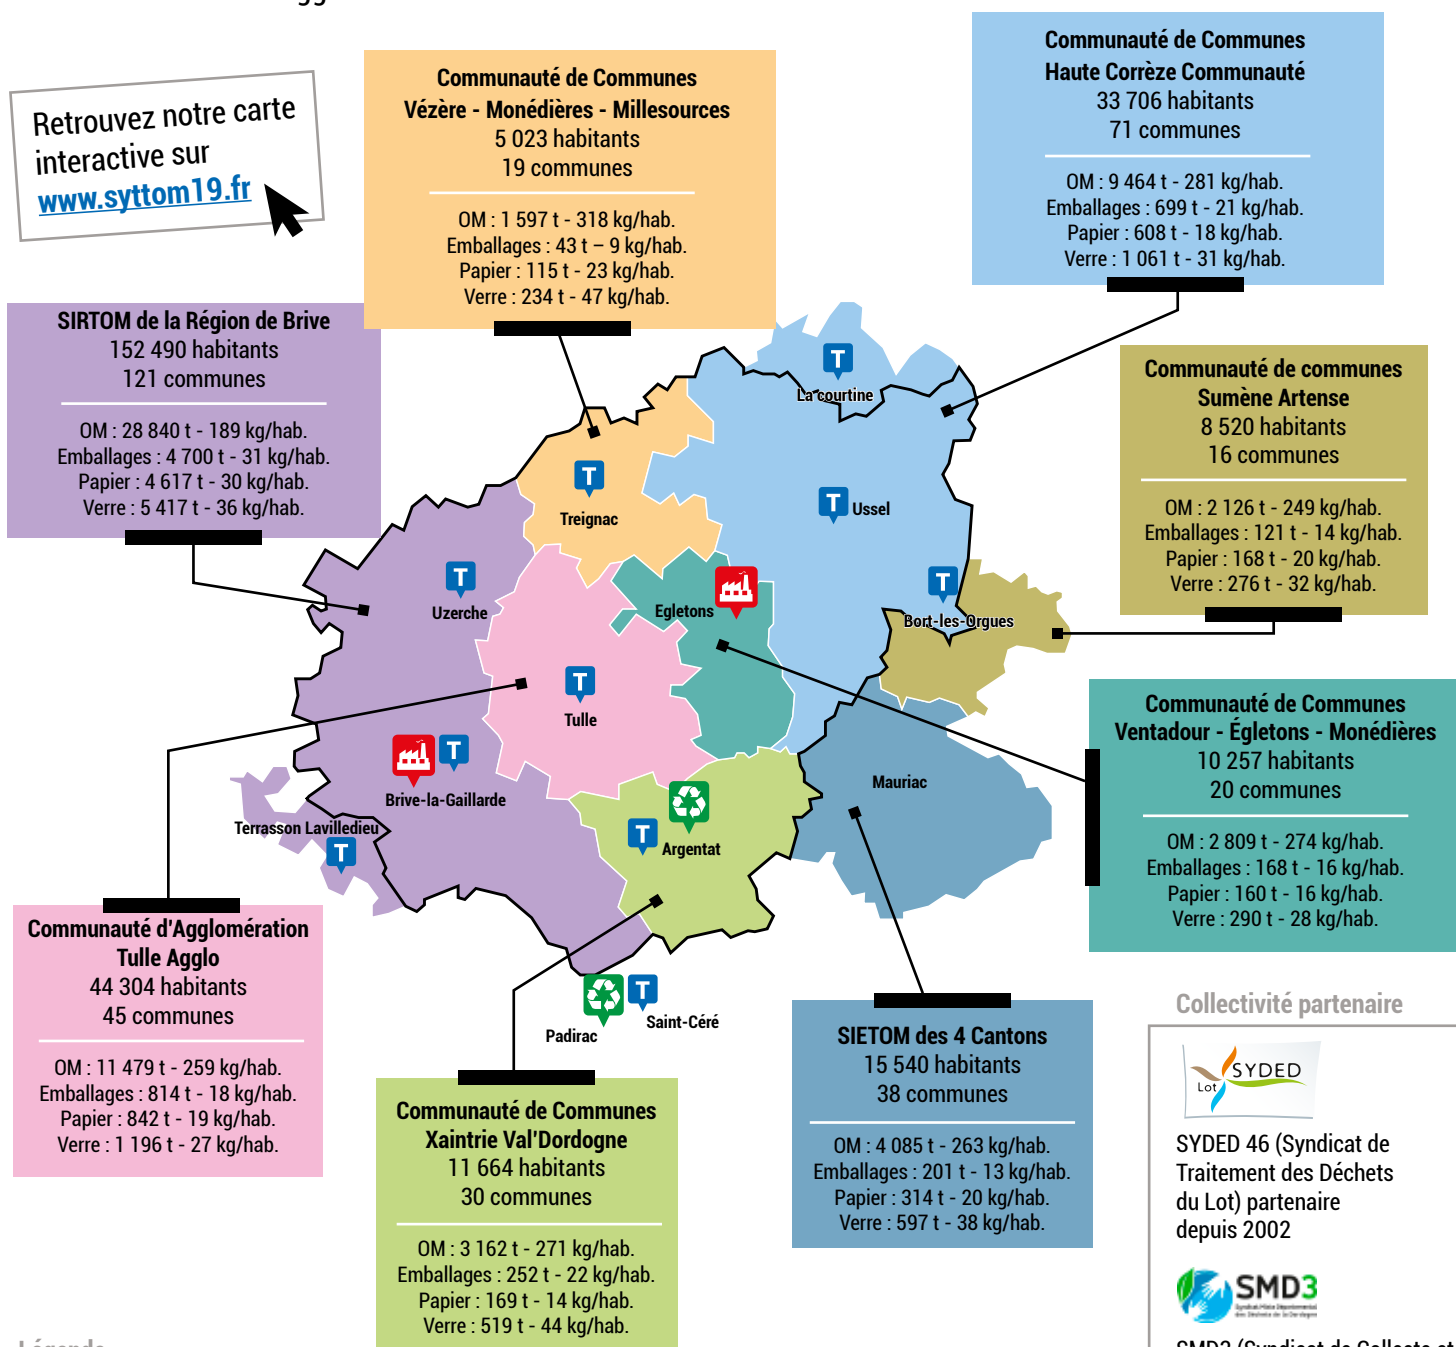 Retrouvez notre carte
interactive sur
www.syttom19.fr
Communauté de Communes
Vézère - Monédières - Millesources
5 023 habitants
19 communes
OM : 1 597 t - 318 kg/hab.
Emballages : 43 t – 9 kg/hab.
Papier : 115 t - 23 kg/hab.
Verre : 234 t - 47 kg/hab.
Communauté de Communes
Haute Corrèze Communauté
33 706 habitants
71 communes
OM : 9 464 t - 281 kg/hab.
Emballages : 699 t - 21 kg/hab.
Papier : 608 t - 18 kg/hab.
Verre : 1 061 t - 31 kg/hab.
SIRTOM de la Région de Brive
152 490 habitants
121 communes
OM : 28 840 t - 189 kg/hab.
Emballages : 4 700 t - 31 kg/hab.
Papier : 4 617 t - 30 kg/hab.
Verre : 5 417 t - 36 kg/hab.
Communauté de communes
Sumène Artense
8 520 habitants
16 communes
OM : 2 126 t - 249 kg/hab.
Emballages : 121 t - 14 kg/hab.
Papier : 168 t - 20 kg/hab.
Verre : 276 t - 32 kg/hab.
T
La courtine
T
Treignac
T
Ussel
T
Uzerche
Egletons
T
Bort-les-Orgues
T
Tulle
T
Brive-la-Gaillarde
Mauriac
Terrasson Lavilledieu
T
T
Argentat
T
Padirac
Saint-Céré
Communauté de Communes
Ventadour - Égletons - Monédières
10 257 habitants
20 communes
OM : 2 809 t - 274 kg/hab.
Emballages : 168 t - 16 kg/hab.
Papier : 160 t - 16 kg/hab.
Verre : 290 t - 28 kg/hab.
Communauté d'Agglomération
Tulle Agglo
44 304 habitants
45 communes
OM : 11 479 t - 259 kg/hab.
Emballages : 814 t - 18 kg/hab.
Papier : 842 t - 19 kg/hab.
Verre : 1 196 t - 27 kg/hab.
Communauté de Communes
Xaintrie Val'Dordogne
11 664 habitants
30 communes
OM : 3 162 t - 271 kg/hab.
Emballages : 252 t - 22 kg/hab.
Papier : 169 t - 14 kg/hab.
Verre : 519 t - 44 kg/hab.
SIETOM des 4 Cantons
15 540 habitants
38 communes
OM : 4 085 t - 263 kg/hab.
Emballages : 201 t - 13 kg/hab.
Papier : 314 t - 20 kg/hab.
Verre : 597 t - 38 kg/hab.
Collectivité partenaire
SYDED
Lot
SYDED 46 (Syndicat de
Traitement des Déchets
du Lot) partenaire
depuis 2002
SMD3
Syndicat Mixte Départemental
des Déchets de la Dordogne
SMD3 (Syndicat de Collecte et
Légende